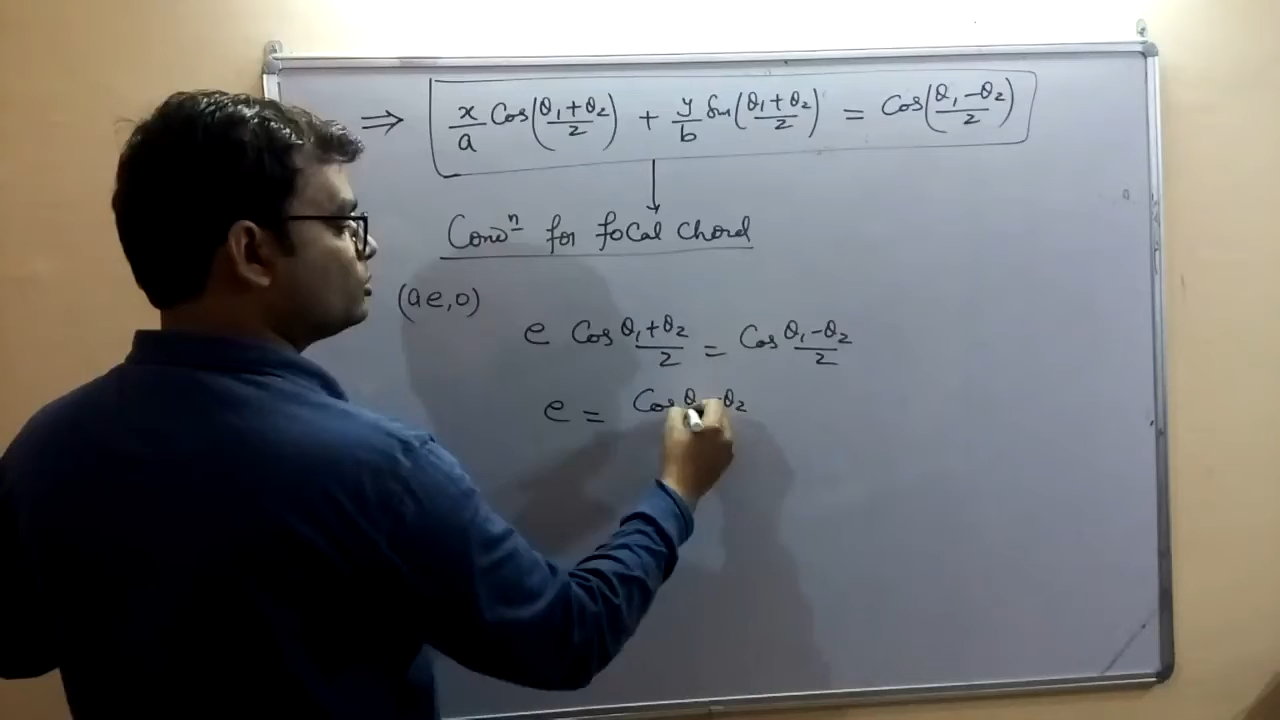 ⇒ x/a Cos(θ₁+θ₂/2) + y/b Sin(θ₁+θ₂/2) = Cos(θ₁-θ₂/2)
Condⁿ for focal chord
(ae,0)
e Cos θ₁+θ₂/2 = Cos θ₁-θ₂/2
e = Cos θ -θ₂